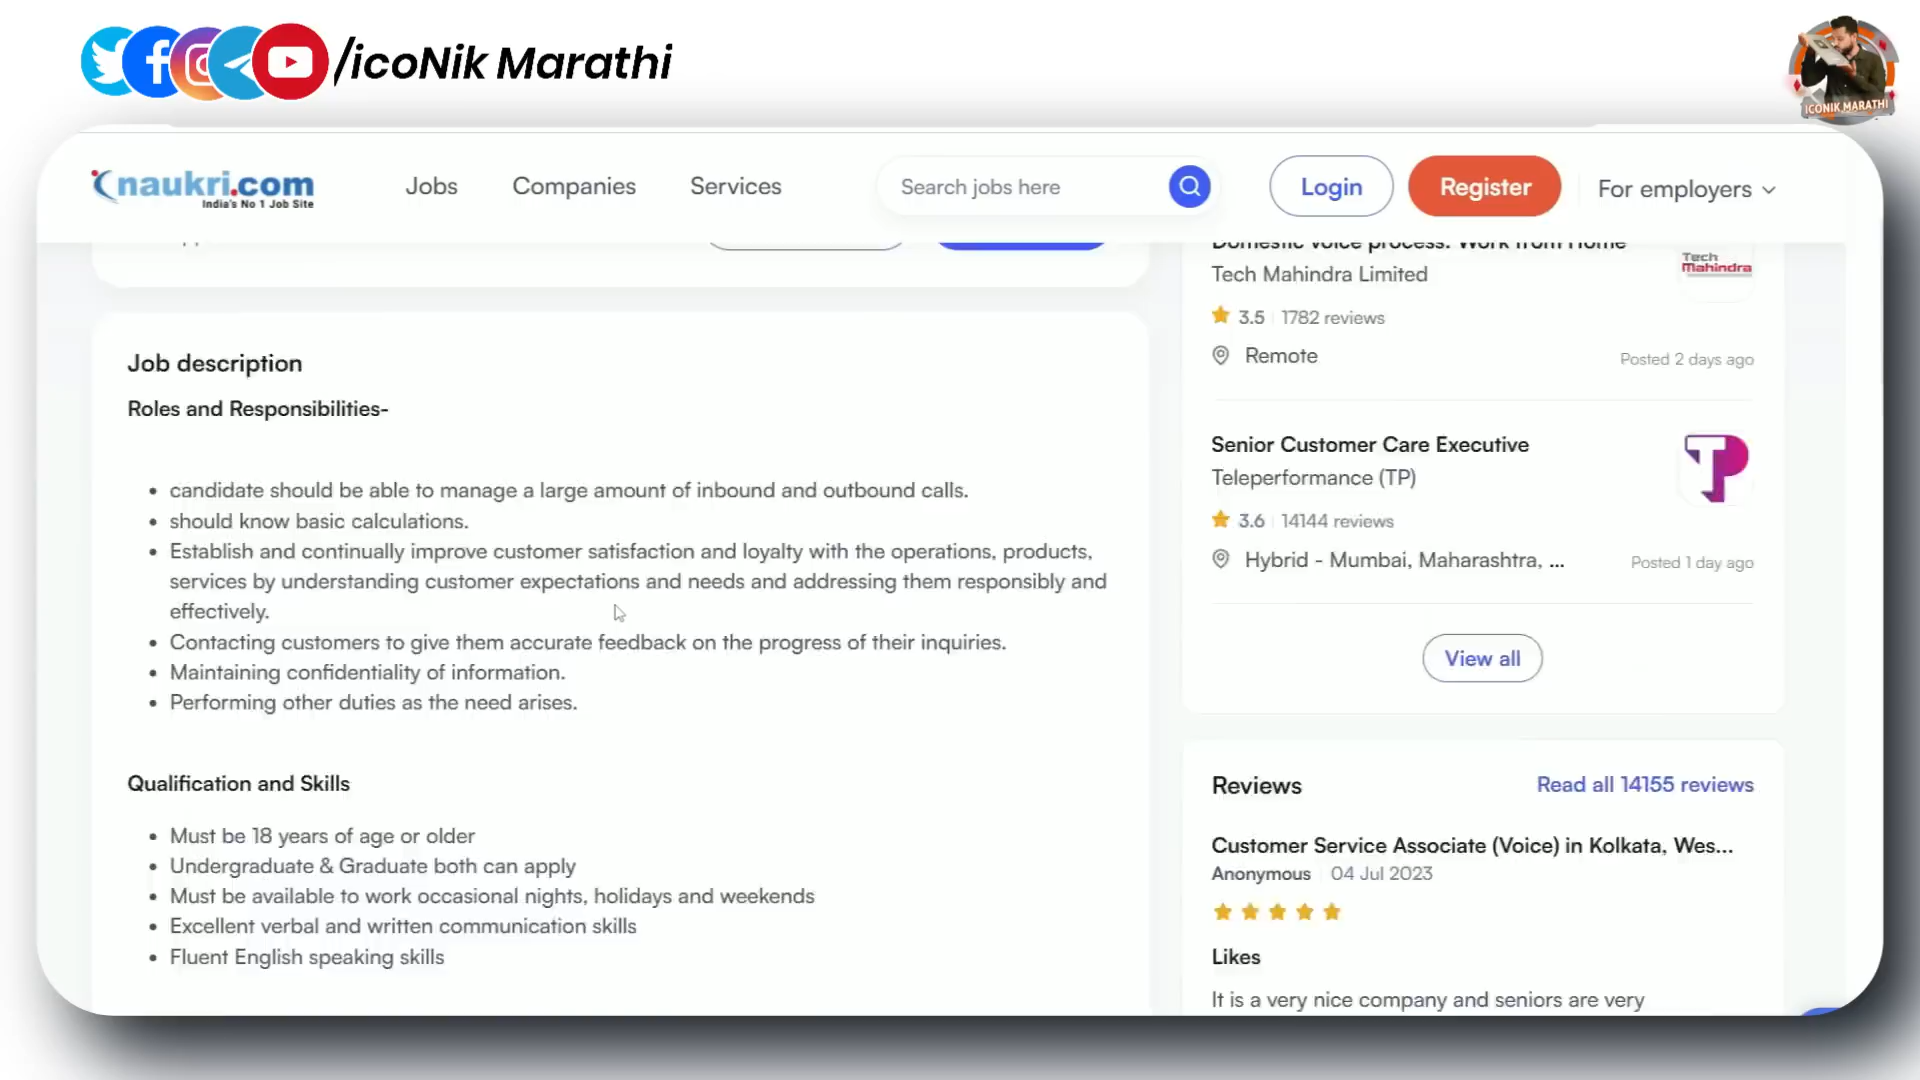 /icoNik Marathi
ICONIK MARATHI
naukri.com
India's No 1 Job Site
Jobs
Companies
Services
Search jobs here
Login
Register
For employers
Domestic voice process: Work from Home
Tech Mahindra Limited
Tech
Mahindra
3.5
1782 reviews
Remote
Posted 2 days ago
Senior Customer Care Executive
Teleperformance (TP)
TP
3.6
14144 reviews
Hybrid - Mumbai, Maharashtra, ...
Posted 1 day ago
View all
Job description
Roles and Responsibilities-
• candidate should be able to manage a large amount of inbound and outbound calls.
• should know basic calculations.
• Establish and continually improve customer satisfaction and loyalty with the operations, products,
services by understanding customer expectations and needs and addressing them responsibly and
effectively.
• Contacting customers to give them accurate feedback on the progress of their inquiries.
• Maintaining confidentiality of information.
• Performing other duties as the need arises.
Qualification and Skills
• Must be 18 years of age or older
• Undergraduate & Graduate both can apply
• Must be available to work occasional nights, holidays and weekends
• Excellent verbal and written communication skills
• Fluent English speaking skills
Reviews
Read all 14155 reviews
Customer Service Associate (Voice) in Kolkata, Wes...
Anonymous
04 Jul 2023
Likes
It is a very nice company and seniors are very